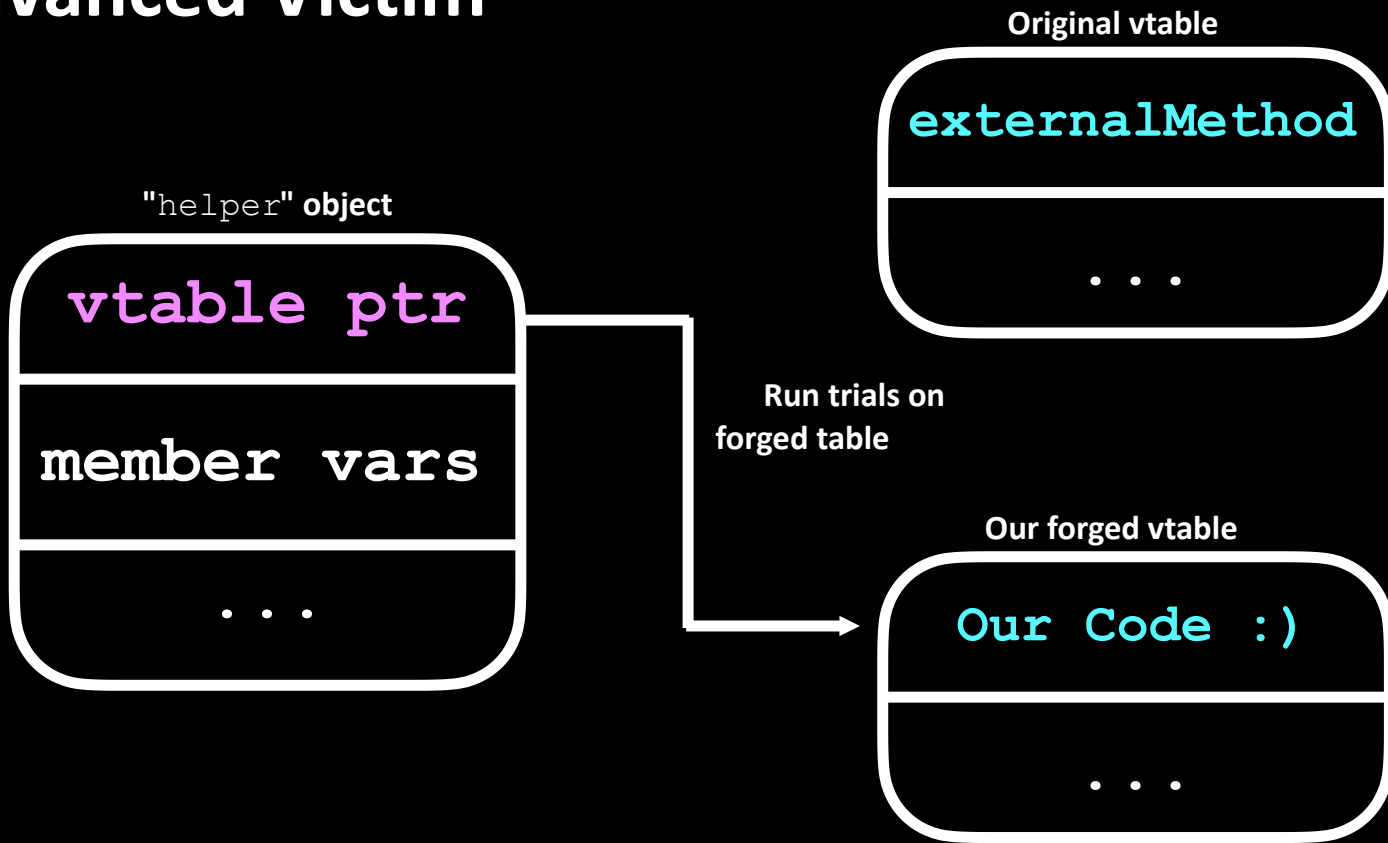 Victim
"helper" object
vtable ptr
member vars
...
Run trials on
forged table
Original vtable
externalMethod
...
Our forged vtable
Our Code :)
...